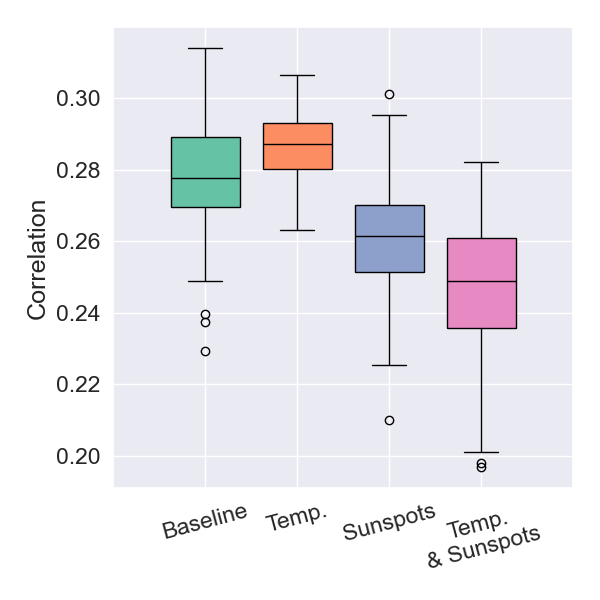 Correlation
0.30
0.28
0.26
0.24
0.22
0.20
Baseline
Temp.
Sunspots
Temp.
& Sunspots